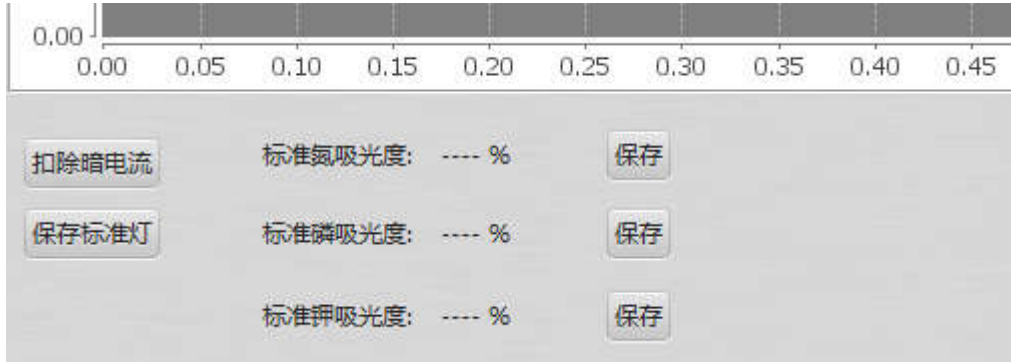 0.00
0.00 0.05 0.10 0.15 0.20 0.25 0.30 0.35 0.40 0.45
扣除暗电流 标准氮吸光度: ---- % 保存
保存标准灯 标准磷吸光度: ---- % 保存
标准钾吸光度: ---- % 保存